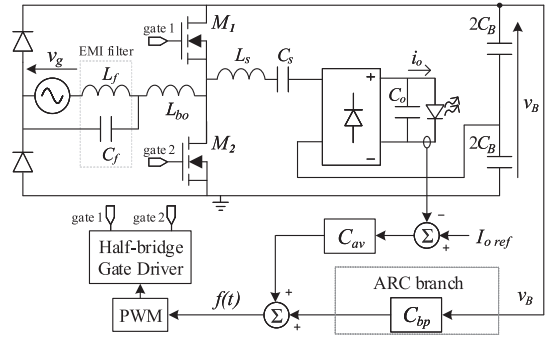 gate 1
M1
2CB
vg
EMI filter
Lf
Lbo
Ls
Cs
io
Co
vB
Cf
gate 2
M2
2CB
+
−
gate 1
gate 2
Half-bridge
Gate Driver
PWM
f(t)
Σ
+
+
Cav
Σ
−
+
Io ref
ARC branch
Cbp
vB